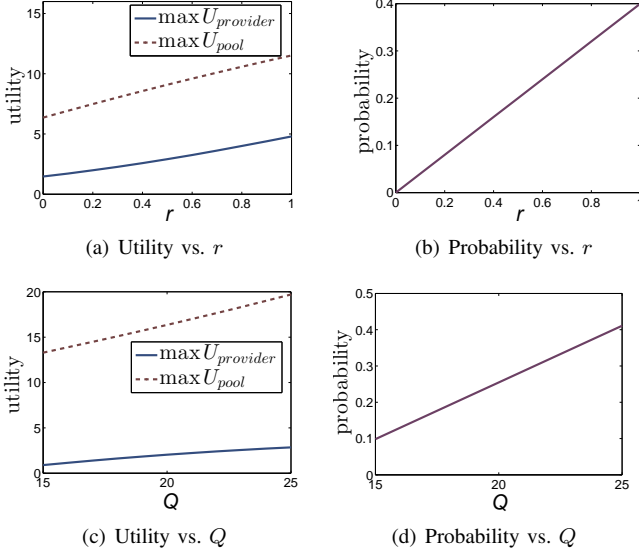 max U_provider
max U_pool
utility
15
10
5
0
0 0.2 0.4 0.6 0.8 1
r
(a) Utility vs. r
probability
0.4
0.3
0.2
0.1
0
0 0.2 0.4 0.6 0.8 1
r
(b) Probability vs. r
utility
20
15
10
5
0
max U_provider
max U_pool
15 20 25
Q
(c) Utility vs. Q
probability
0.5
0.4
0.3
0.2
0.1
0
15 20 25
Q
(d) Probability vs. Q